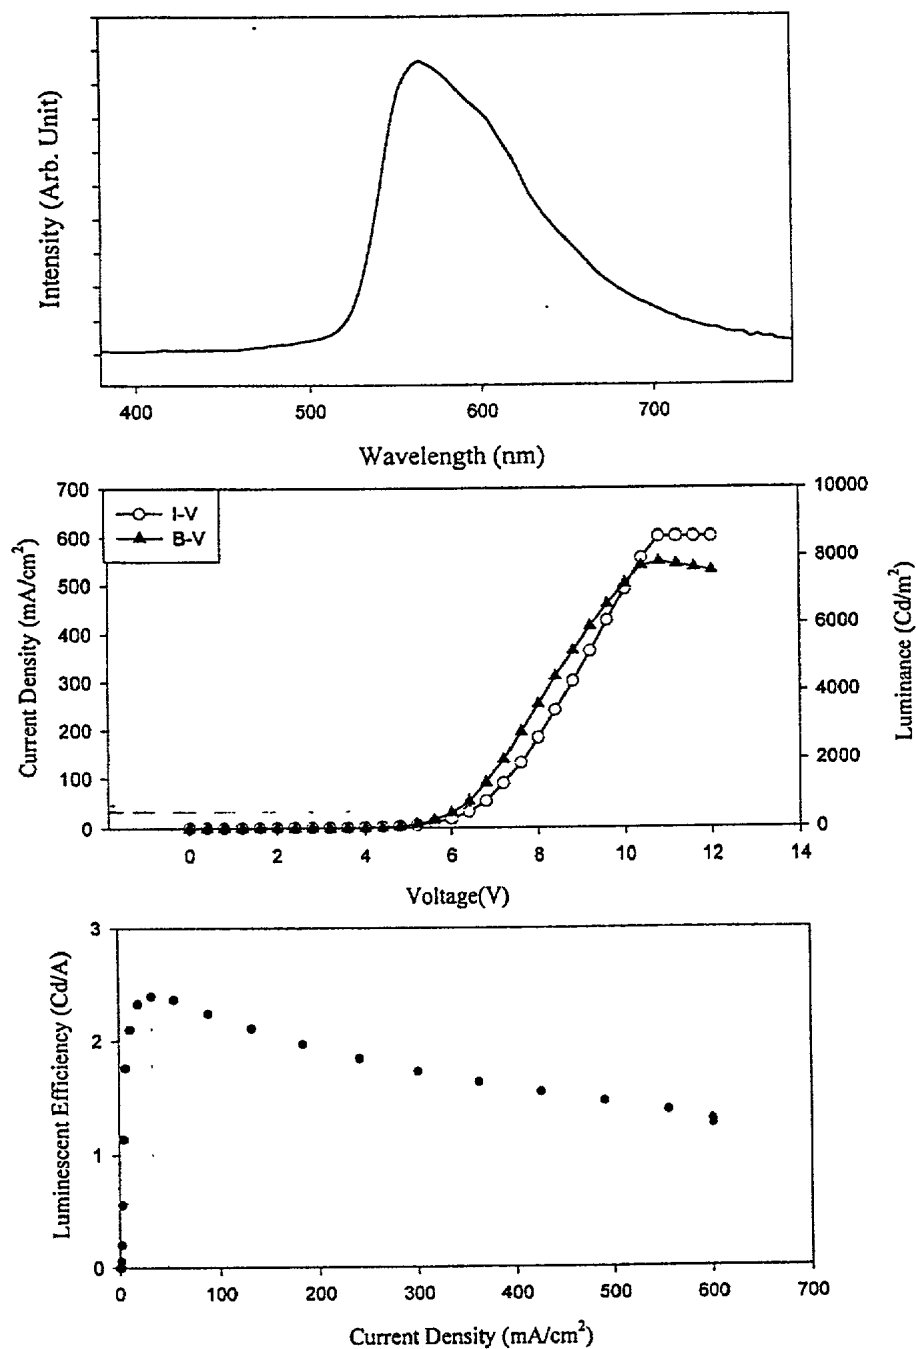 Intensity (Arb. Unit)
400 500 600 700
Wavelength (nm)
700
600
500
400
300
200
100
0
Current Density (mA/cm²)
I-V
B-V
10000
8000
6000
4000
2000
0
Luminance (Cd/m²)
0 2 4 6 8 10 12 14
Voltage(V)
3
2
1
0
Luminescent Efficiency (Cd/A)
0 100 200 300 400 500 600 700
Current Density (mA/cm²)